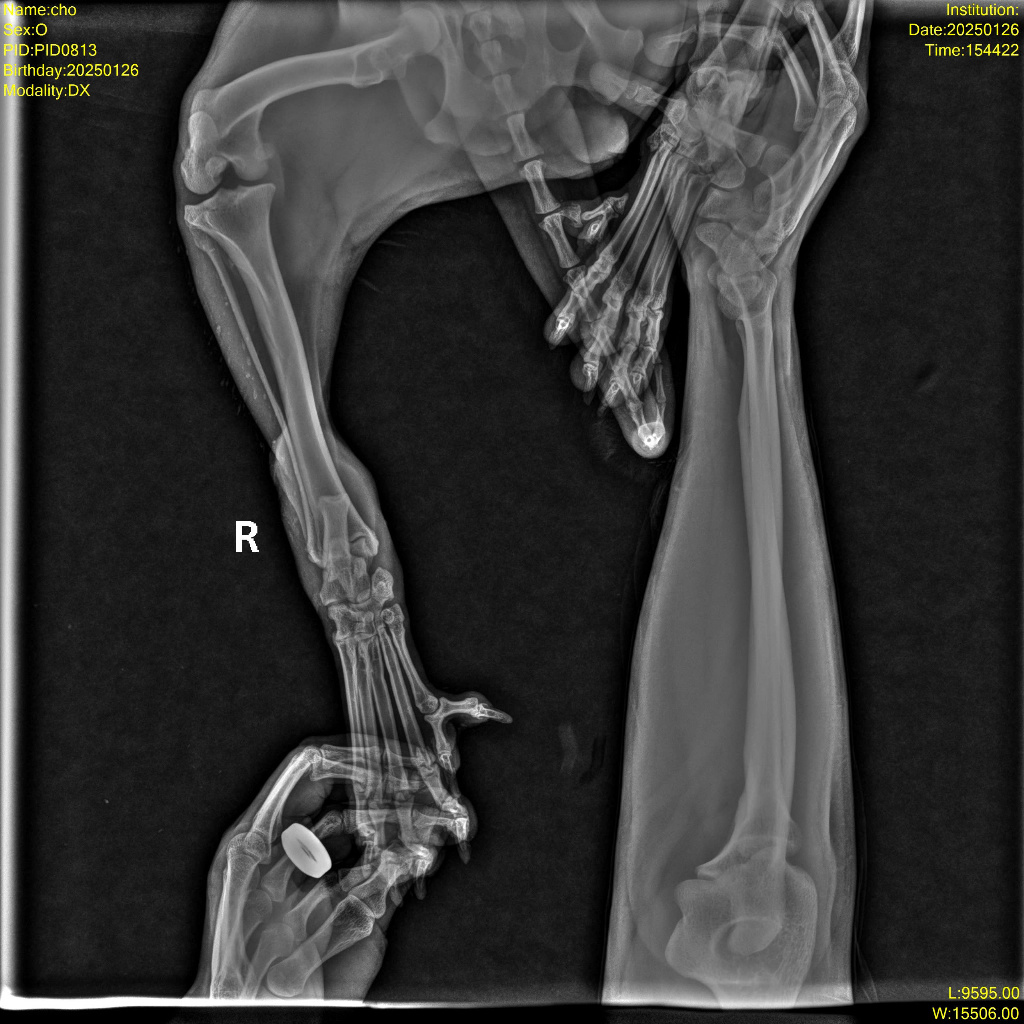 Name:cho
Sex:O
PID:PID0813
Birthday:20250126
Modality:DX
Institution:
Date:20250126
Time:154422
R
L:9595.00
W:15506.00